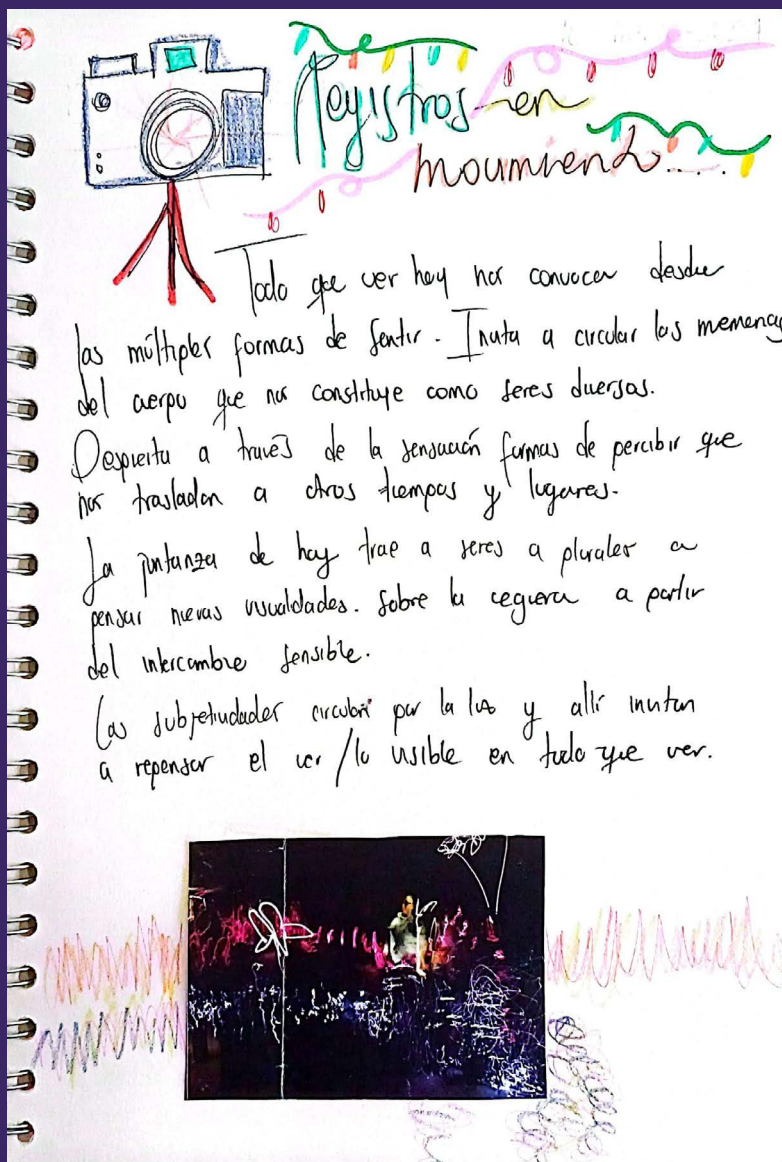 Registros en
movimiento....
Todo que ver hoy nos convoca desde
las múltiples formas de sentir. Invita a circular las memorias
del cuerpo que nos constituye como seres diversos.
Despierta a través de la sensación formas de percibir que
nos trasladan a otros tiempos y lugares.
La juntanza de hoy trae a seres a plurales a
pensar nuevas visualidades. Sobre la ceguera a partir
del intercambio sensible.
Las subjetividades circulan por la luz y allí invitan
a repensar el ver/lo visible en todo que ver.